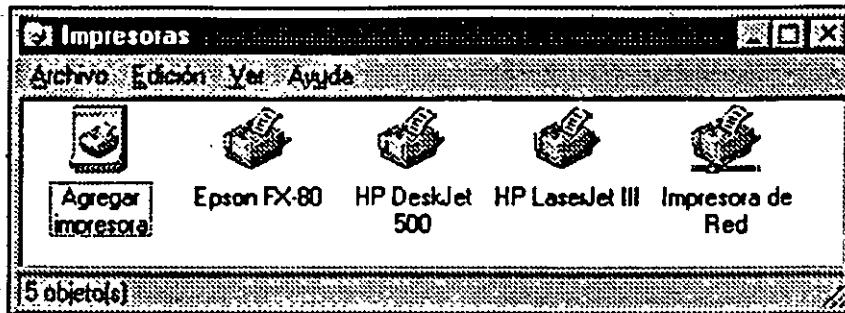 Impresoras
Archivo Edición Ver Ayuda
Agregar impresora
Epson FX-80
HP DeskJet 500
HP LaserJet III
Impresora de Red
5 objeto(s)